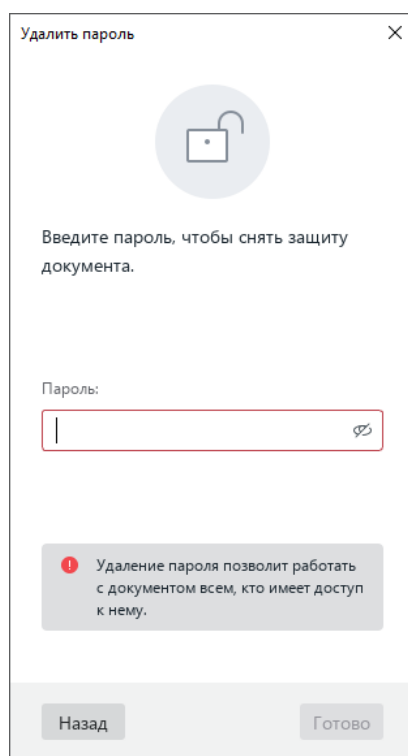 Удалить пароль
Введите пароль, чтобы снять защиту
документа.
Пароль:
Удаление пароля позволит работать
с документом всем, кто имеет доступ
к нему.
Назад
Готово